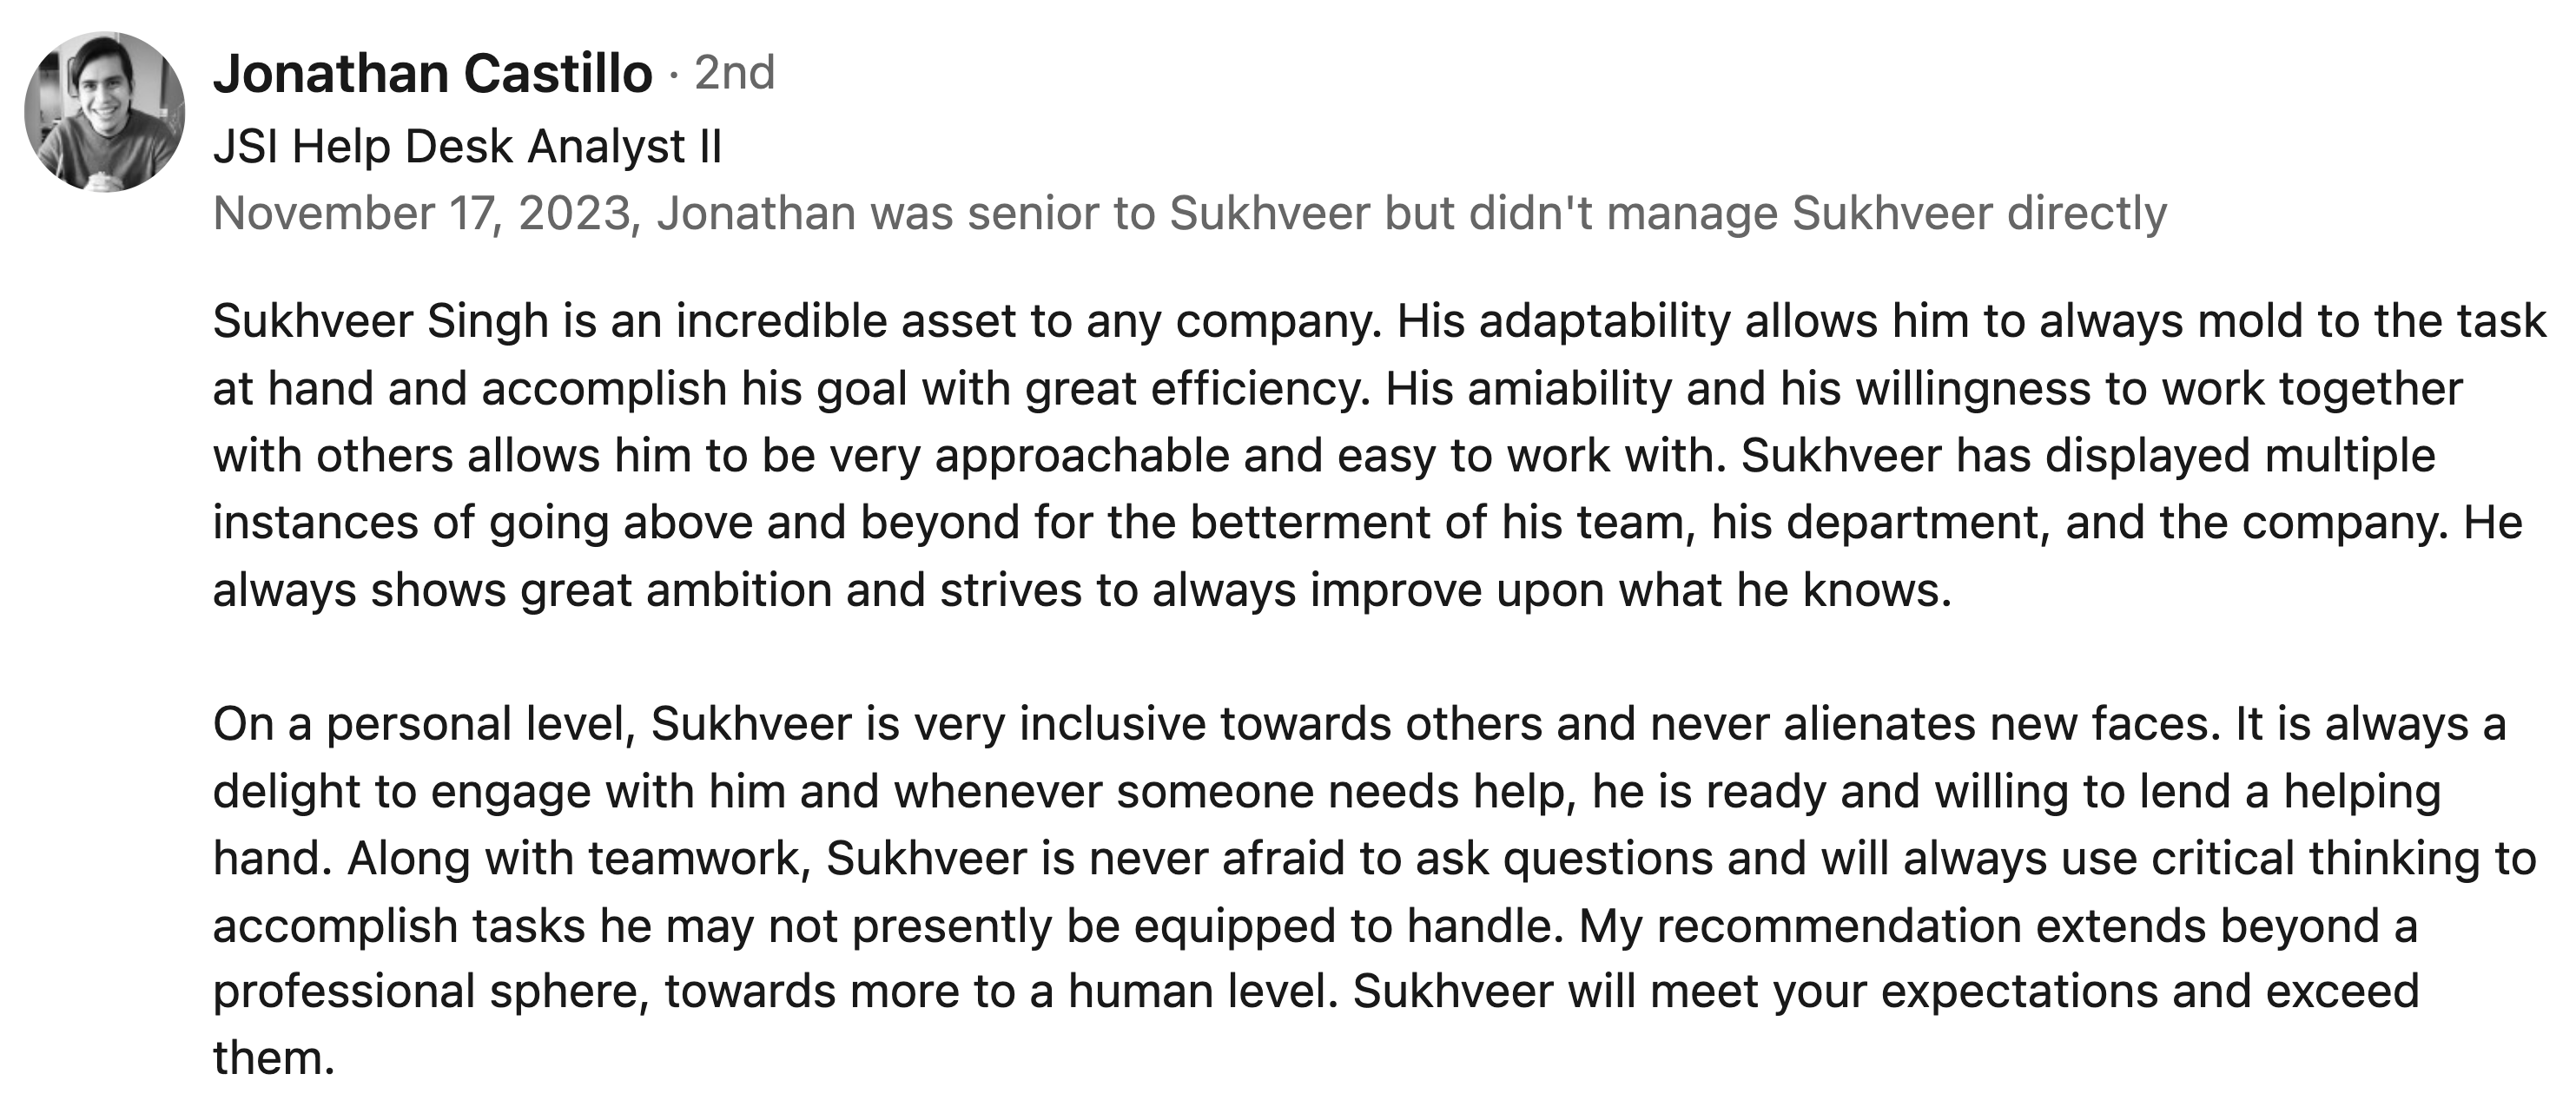 Jonathan Castillo · 2nd
JSI Help Desk Analyst II
November 17, 2023, Jonathan was senior to Sukhveer but didn't manage Sukhveer directly
Sukhveer Singh is an incredible asset to any company. His adaptability allows him to always mold to the task
at hand and accomplish his goal with great efficiency. His amiability and his willingness to work together
with others allows him to be very approachable and easy to work with. Sukhveer has displayed multiple
instances of going above and beyond for the betterment of his team, his department, and the company. He
always shows great ambition and strives to always improve upon what he knows.
On a personal level, Sukhveer is very inclusive towards others and never alienates new faces. It is always a
delight to engage with him and whenever someone needs help, he is ready and willing to lend a helping
hand. Along with teamwork, Sukhveer is never afraid to ask questions and will always use critical thinking to
accomplish tasks he may not presently be equipped to handle. My recommendation extends beyond a
professional sphere, towards more to a human level. Sukhveer will meet your expectations and exceed
them.